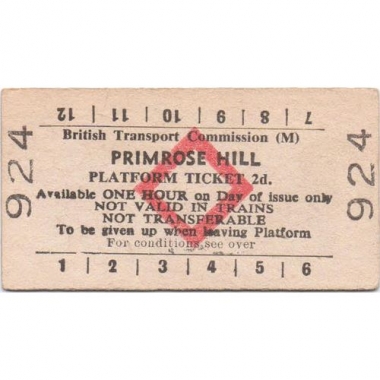 12 | 11 | 10 | 9 | 8 | 7
British Transport Commission (M)
PRIMROSE HILL
PLATFORM TICKET 2d.
Available ONE HOUR on Day of issue only
NOT VALID IN TRAINS
NOT TRANSFERABLE
To be given up when leaving Platform
For conditions see over
1 | 2 | 3 | 4 | 5 | 6
924
924